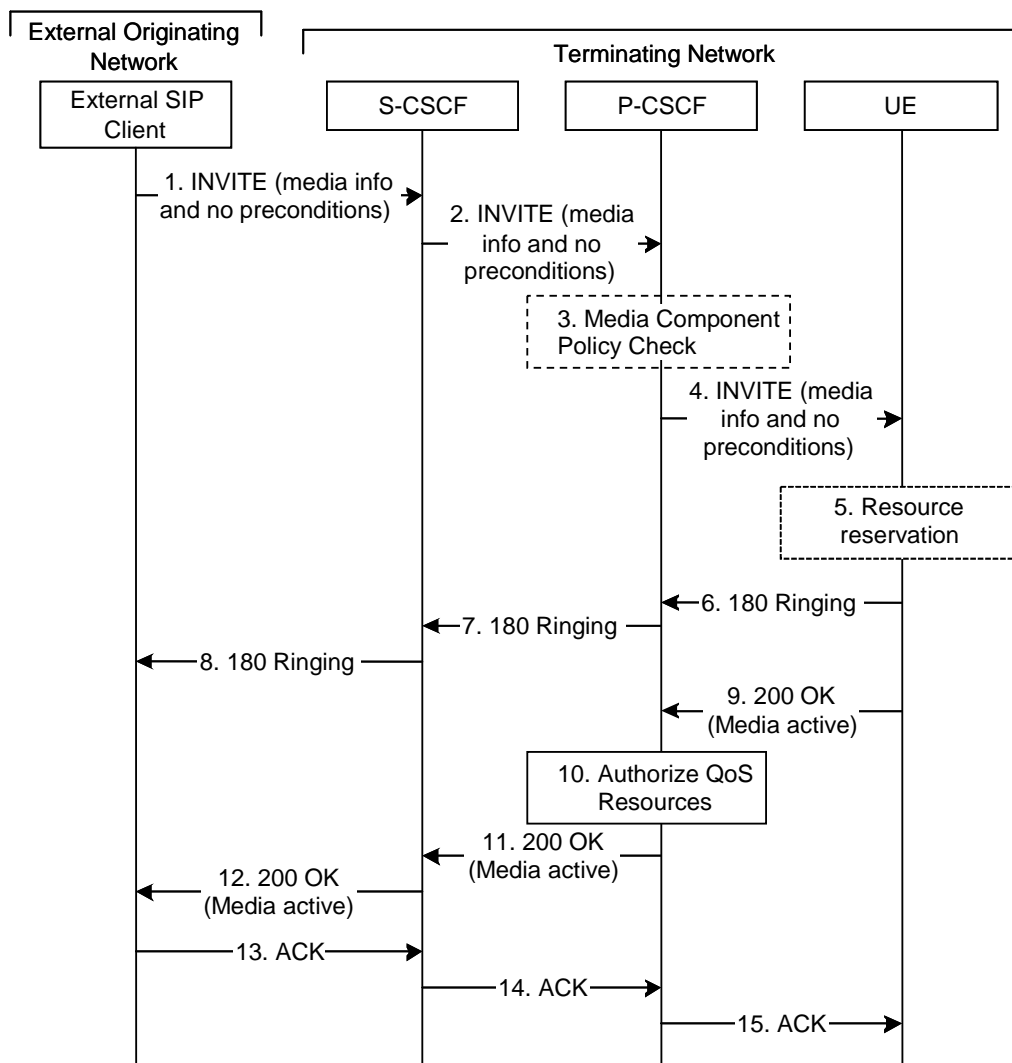 External Originating
Network
Terminating Network
External SIP
Client
S-CSCF
P-CSCF
UE
1. INVITE (media info
and no preconditions)
2. INVITE (media
info and no
preconditions)
3. Media Component
Policy Check
4. INVITE (media
info and no
preconditions)
5. Resource
reservation
6. 180 Ringing
7. 180 Ringing
8. 180 Ringing
9. 200 OK
(Media active)
10. Authorize QoS
Resources
11. 200 OK
(Media active)
12. 200 OK
(Media active)
13. ACK
14. ACK
15. ACK